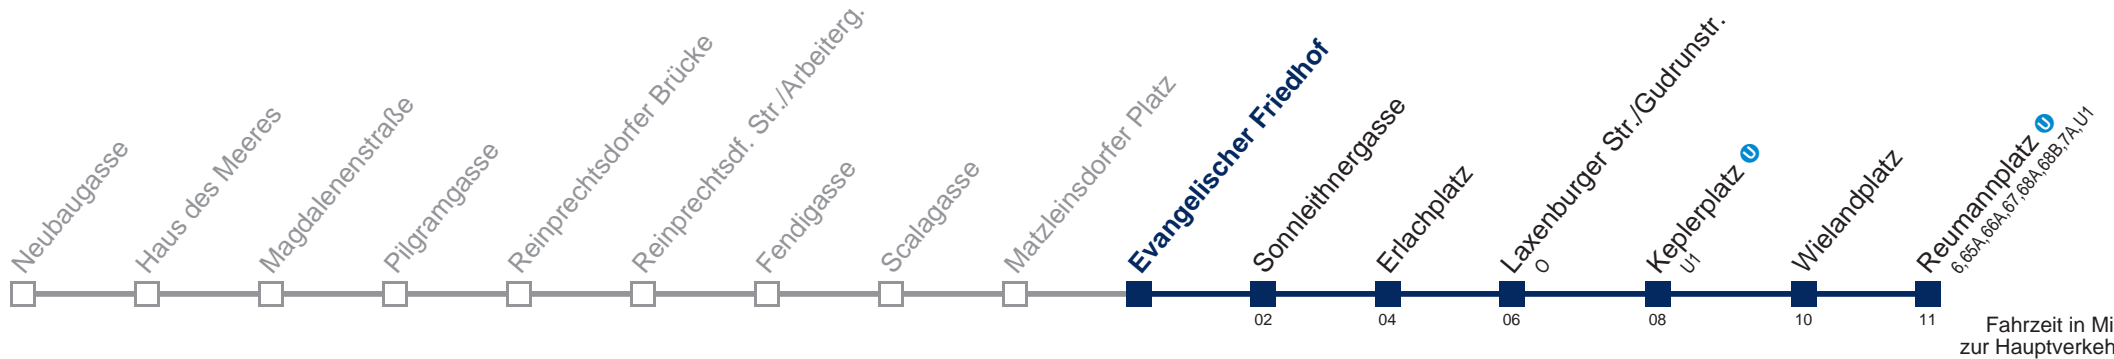 Neubaugasse
Haus des Meeres
Magdalenenstraße
Pilgramgasse
Reinprechtsdorfer Brücke
Reinprechtsdf. Str./Arbeiterg.
Fendigasse
Scalagasse
Matzleinsdorfer Platz
Evangelischer Friedhof
Sonnleithnergasse
Erlachplatz
Laxenburger Str./Gudrunstr.
O
Keplerplatz U
U1
Wielandplatz
Reumannplatz U
6,65A,66A,67,68A,68B,7A,U1
02 04 06 08 10 11
Fahrzeit in Mi
zur Hauptverkeh